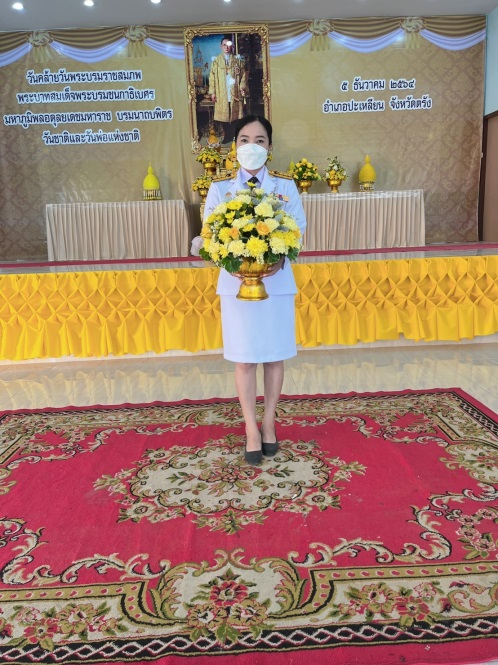 วันคล้ายวันพระบรมราชสมภพ
พระบาทสมเด็จพระบรมชนกาธิเบศร
มหาภูมิพลอดุลยเดชมหาราช บรมนาถบพิตร
วันชาติและวันพ่อแห่งชาติ
๕ ธันวาคม ๒๕๖๔
อำเภอปะเหลียน จังหวัดตรัง